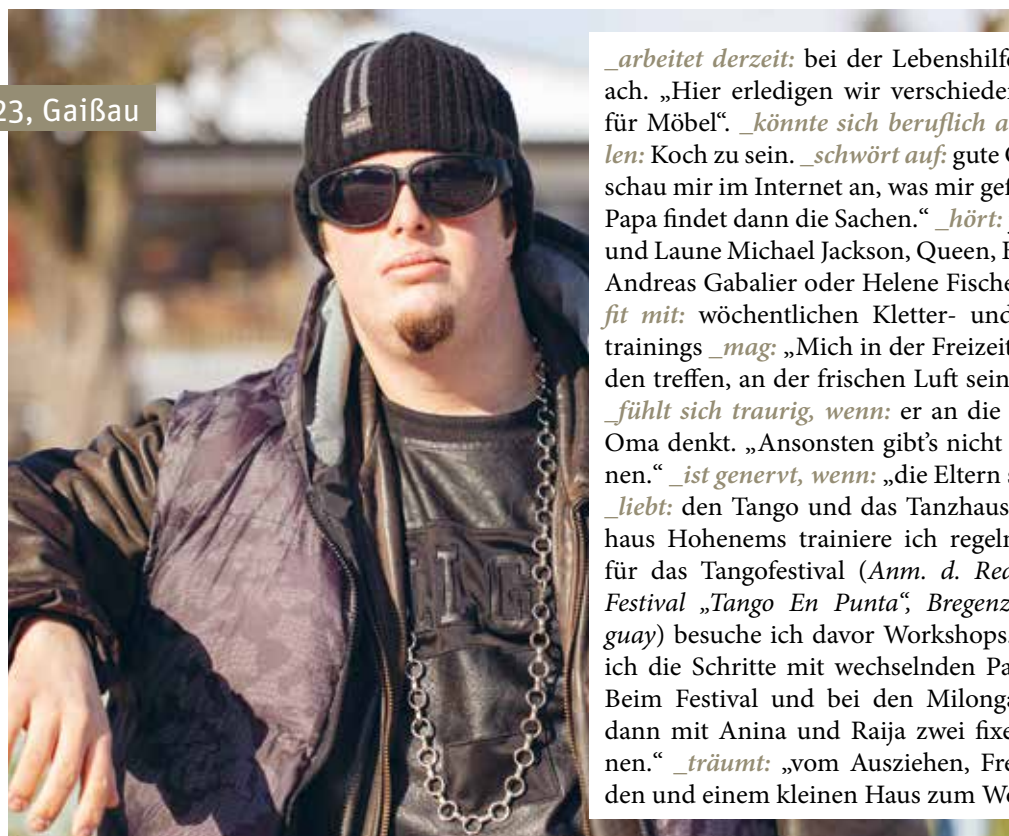 23, Gaißau
_arbeitet derzeit: bei der Lebenshilfe
ach. „Hier erledigen wir verschieden
für Möbel“. _könnte sich beruflich a
len: Koch zu sein. _schwört auf: gute
schau mir im Internet an, was mir gef
Papa findet dann die Sachen.“ _hört:
und Laune Michael Jackson, Queen,
Andreas Gabalier oder Helene Fische
fit mit: wöchentlichen Kletter- und
trainings _mag: „Mich in der Freizeit
den treffen, an der frischen Luft sein
_fühlt sich traurig, wenn: er an die
Oma denkt. „Ansonsten gibt’s nicht
nen.“ _ist genervt, wenn: „die Eltern
_liebt: den Tango und das Tanzhaus
haus Hohenems trainiere ich regeln
für das Tangofestival (Anm. d. Red
Festival „Tango En Punta“, Bregenz
guay) besuche ich davor Workshops.
ich die Schritte mit wechselnden Pa
Beim Festival und bei den Milonga
dann mit Anina und Raija zwei fixe
nen.“ _träumt: „vom Ausziehen, Fre
den und einem kleinen Haus zum Wo